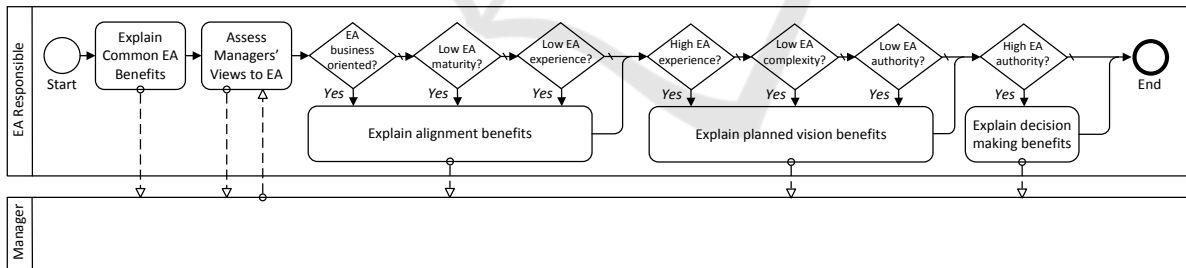 EA Responsible
Start
Explain
Common EA
Benefits
Assess
Managers'
Views to EA
EA
business
oriented?
Low EA
maturity?
Low EA
experience?
High EA
experience?
Low EA
complexity?
Low EA
authority?
High EA
authority?
End
Yes
Yes
Yes
Yes
Yes
Yes
Yes
Explain alignment benefits
Explain planned vision benefits
Explain decision
making benefits
Manager